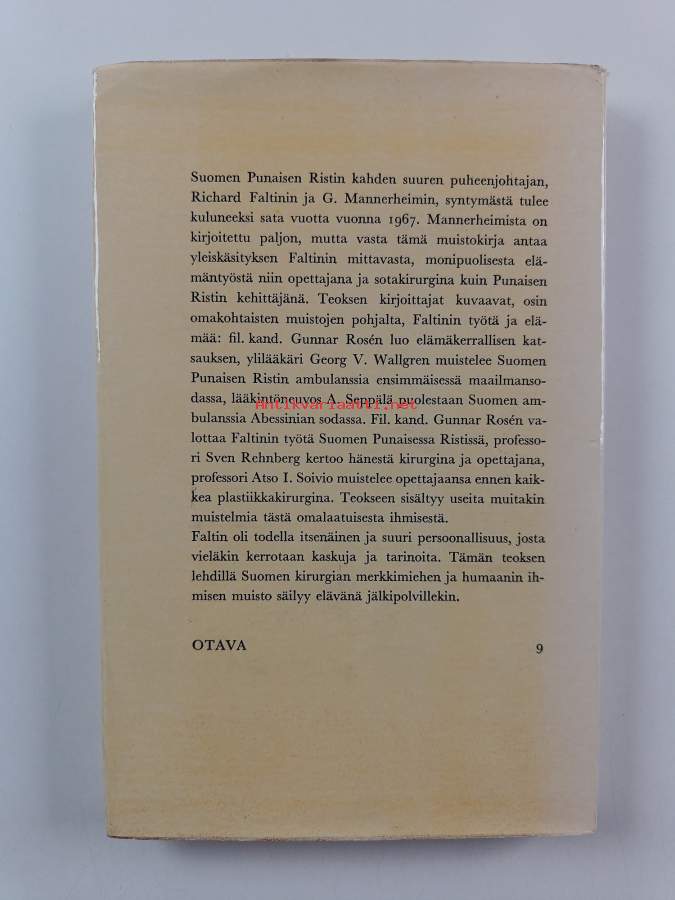 Suomen Punaisen Ristin kahden suuren puheenjohtajan,
Richard Faltinin ja G. Mannerheimin, syntymästä tulee
kuluneeksi sata vuotta vuonna 1967. Mannerheimista on
kirjoitettu paljon, mutta vasta tämä muistokirja antaa
yleiskäsityksen Faltinin mittavasta, monipuolisesta elä-
mäntyöstä niin opettajana ja sotakirurgina kuin Punaisen
Ristin kehittäjänä. Teoksen kirjoittajat kuvaavat, osin
omakohtaisten muistojen pohjalta, Faltinin työtä ja elä-
mää: fil. kand. Gunnar Rosén luo elämäkerrallisen kat-
sauksen, ylilääkäri Georg V. Wallgren muistelee Suomen
Punaisen Ristin ambulanssia ensimmäisessä maailmanso-
dassa, lääkintöneuvos A. Seppälä puolestaan Suomen am-
Antikvariaatti.net
bulanssia Abessinian sodassa. Fil. kand. Gunnar Rosén va-
lottaa Faltinin työtä Suomen Punaisessa Ristissä, professo-
ri Sven Rehnberg kertoo hänestä kirurgina ja opettajana,
professori Atso I. Soivio muistelee opettajaansa ennen kaik-
kea plastiikkakirurgina. Teokseen sisältyy useita muitakin
muistelmia tästä omalaatuisesta ihmisestä.
Faltin oli todella itsenäinen ja suuri persoonallisuus, josta
vieläkin kerrotaan kaskuja ja tarinoita. Tämän teoksen
lehdillä Suomen kirurgian merkkimiehen ja humaanin ih-
misen muisto säilyy elävänä jälkipolvillekin.
OTAVA 9